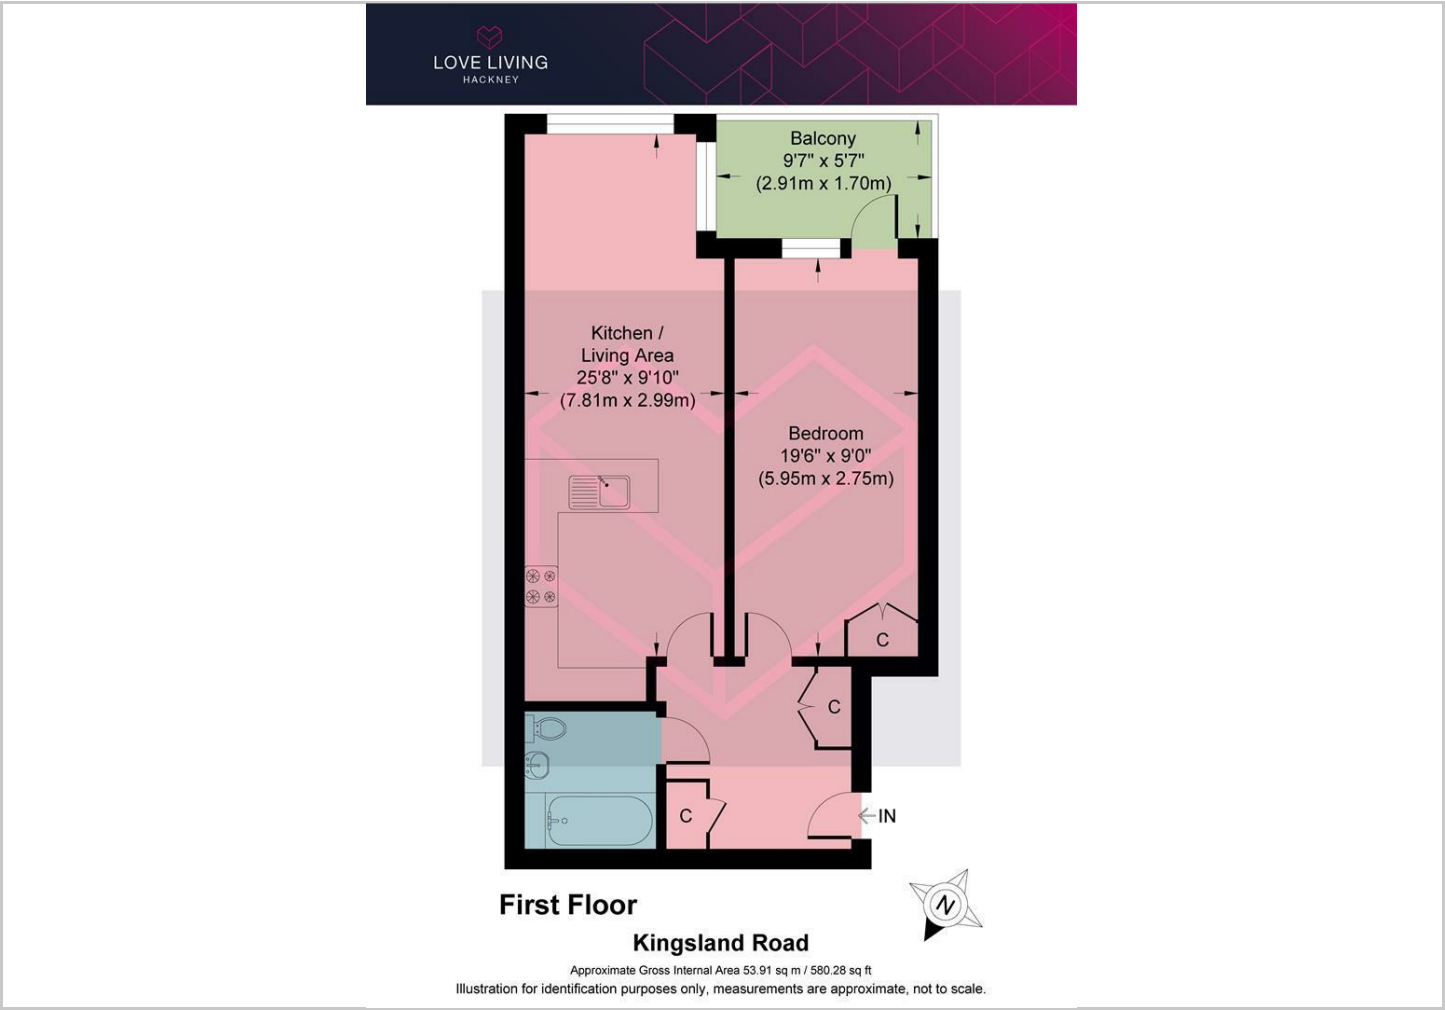 LOVE LIVING
HACKNEY
Balcony
9'7" x 5'7"
(2.91m x 1.70m)
Kitchen /
Living Area
25'8" x 9'10"
(7.81m x 2.99m)
Bedroom
19'6" x 9'0"
(5.95m x 2.75m)
C
C
C
IN
N
First Floor
Kingsland Road
Approximate Gross Internal Area 53.91 sq m / 580.28 sq ft
Illustration for identification purposes only, measurements are approximate, not to scale.